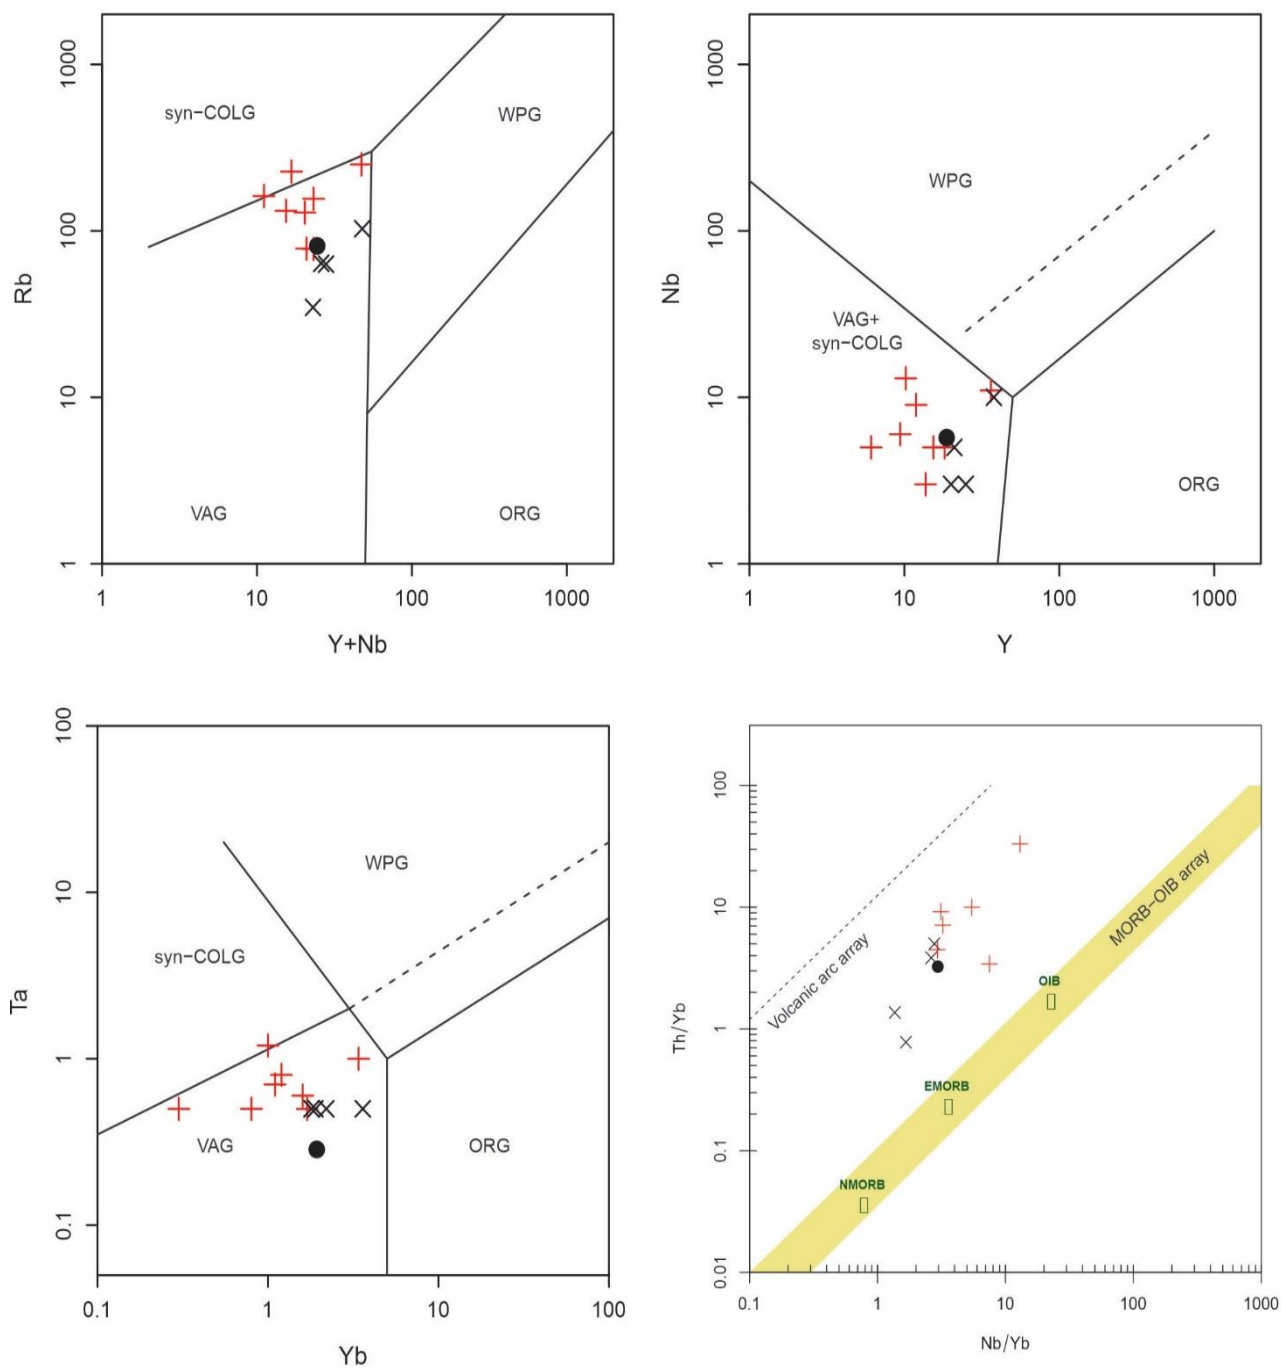 1000
syn−COLG
WPG
100
Rb
10
VAG
ORG
1
1
10
100
1000
Y+Nb
1000
WPG
100
Nb
VAG+
syn−COLG
10
ORG
1
1
10
100
1000
Y
100
WPG
10
syn−COLG
Ta
1
VAG
ORG
0.1
0.1
1
10
100
Yb
100
10
MORB−OIB array
Volcanic arc array
OIB
Th/Yb
1
EMORB
0.1
NMORB
0.01
0.1
1
10
100
1000
Nb/Yb